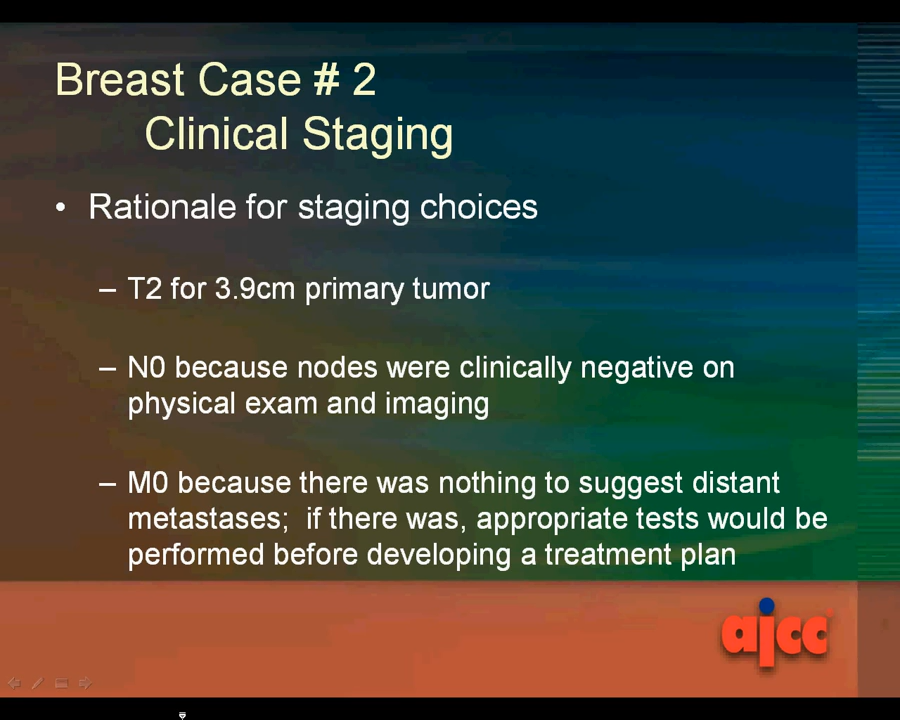 Breast Case # 2
Clinical Staging
• Rationale for staging choices
– T2 for 3.9cm primary tumor
– N0 because nodes were clinically negative on
physical exam and imaging
– M0 because there was nothing to suggest distant
metastases;  if there was, appropriate tests would be
performed before developing a treatment plan
ajcc